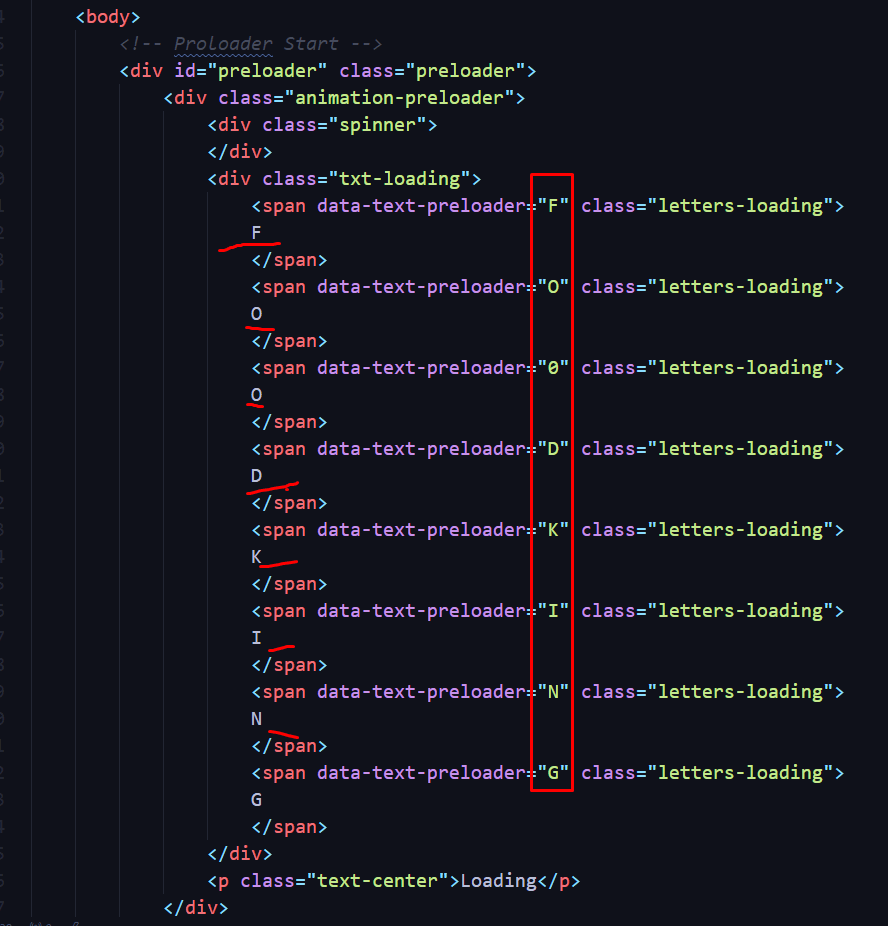 <body>
<!-- Proloader Start -->
<div id="preloader" class="preloader">
<div class="animation-preloader">
<div class="spinner">
</div>
<div class="txt-loading">
<span data-text-preloader="F" class="letters-loading">
F
</span>
<span data-text-preloader="O" class="letters-loading">
O
</span>
<span data-text-preloader="0" class="letters-loading">
O
</span>
<span data-text-preloader="D" class="letters-loading">
D
</span>
<span data-text-preloader="K" class="letters-loading">
K
</span>
<span data-text-preloader="I" class="letters-loading">
I
</span>
<span data-text-preloader="N" class="letters-loading">
N
</span>
<span data-text-preloader="G" class="letters-loading">
G
</span>
</div>
<p class="text-center">Loading</p>
</div>